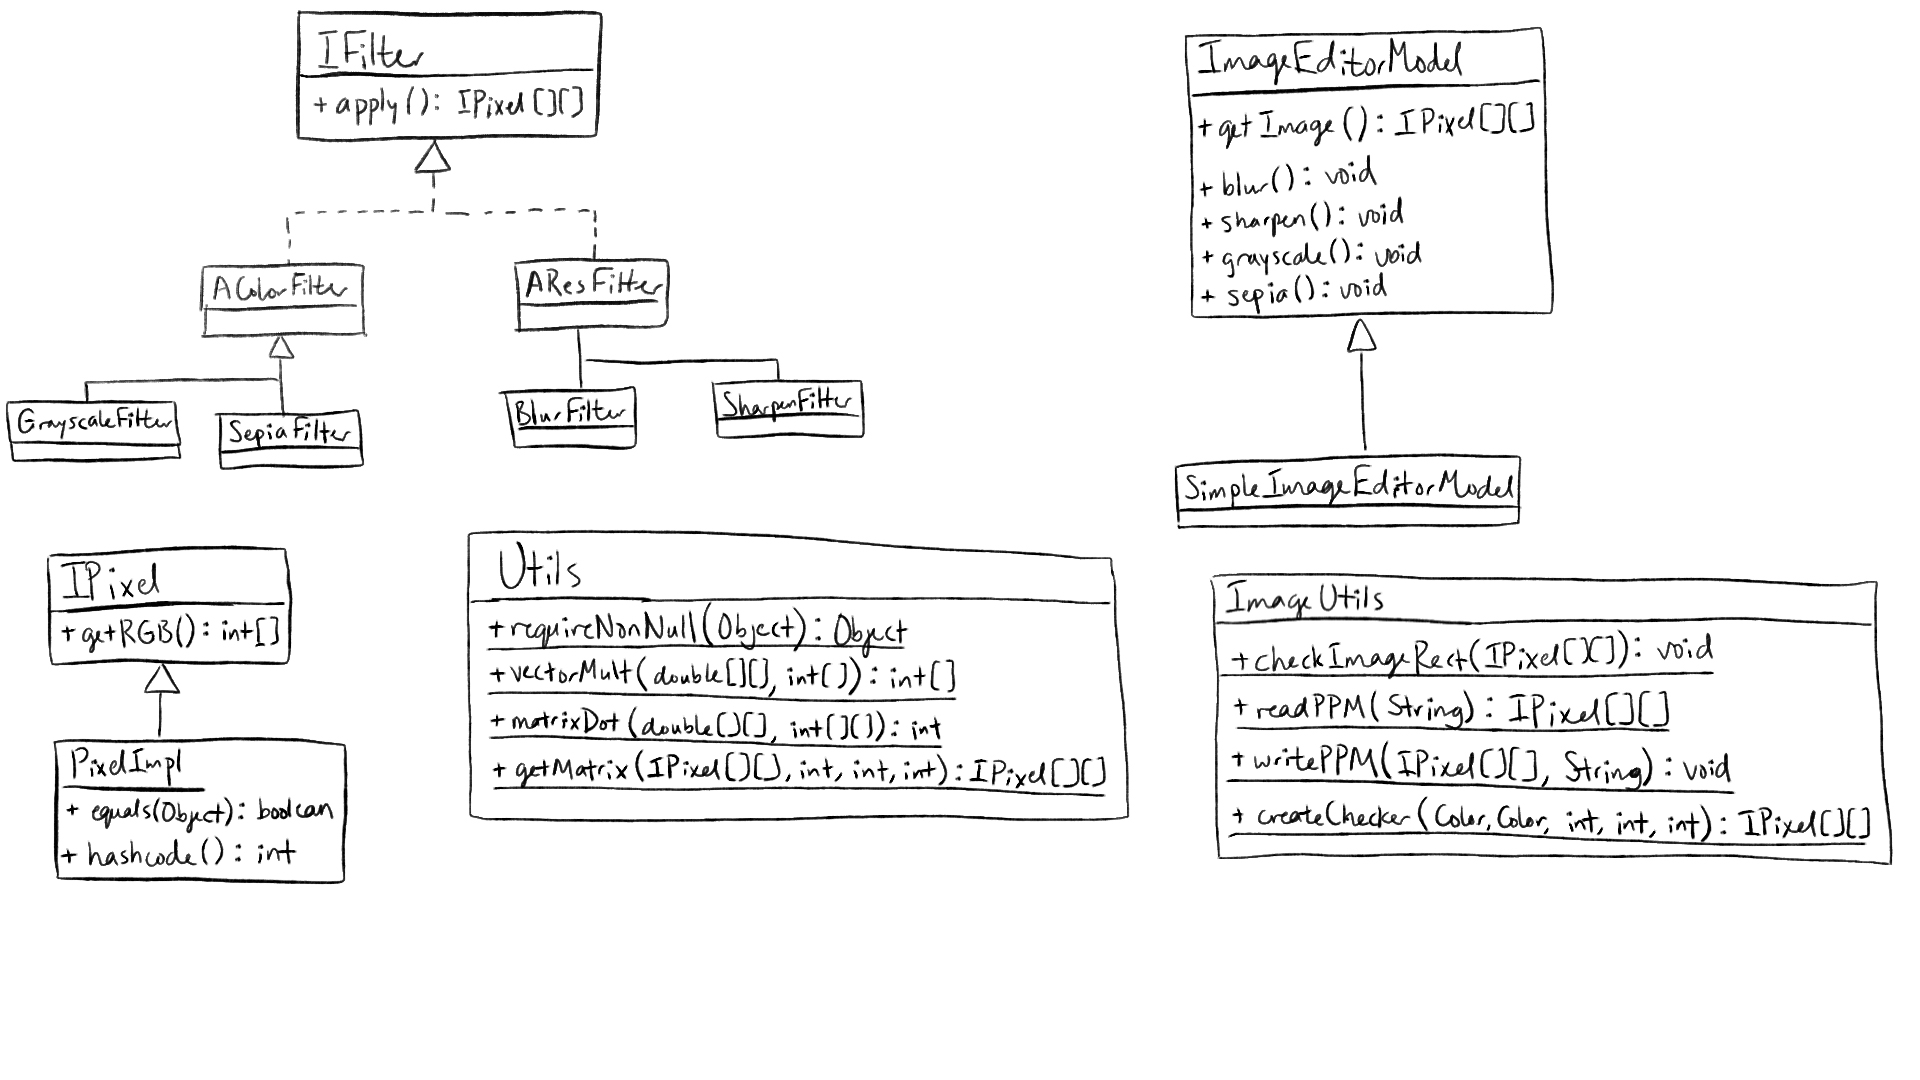 IFilter
+ apply(): IPixel[][]
AColorFilter
AResFilter
GrayscaleFilter
SepiaFilter
BlurFilter
SharpenFilter
ImageEditorModel
+ getImage(): IPixel[][]
+ blur(): void
+ sharpen(): void
+ grayscale(): void
+ sepia(): void
SimpleImageEditorModel
IPixel
+ getRGB(): int[]
PixelImpl
+ equals(Object): boolean
+ hashcode(): int
Utils
+ requireNonNull(Object): Object
+ vectorMult(double[][], int[]): int[]
+ matrixDot(double[][], int[][]): int
+ getMatrix(IPixel[][], int, int, int): IPixel[][]
ImageUtils
+ checkImageRect(IPixel[][]): void
+ readPPM(String): IPixel[][]
+ writePPM(IPixel[][], String): void
+ createChecker(Color, Color, int, int, int): IPixel[][]